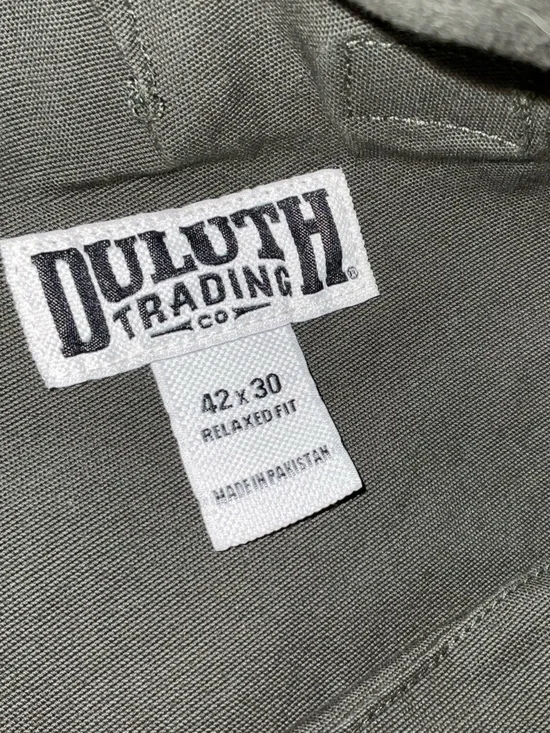 DULUTH
TRADING
CO
®
42 x 30
RELAXED FIT
MADE IN PAKISTAN